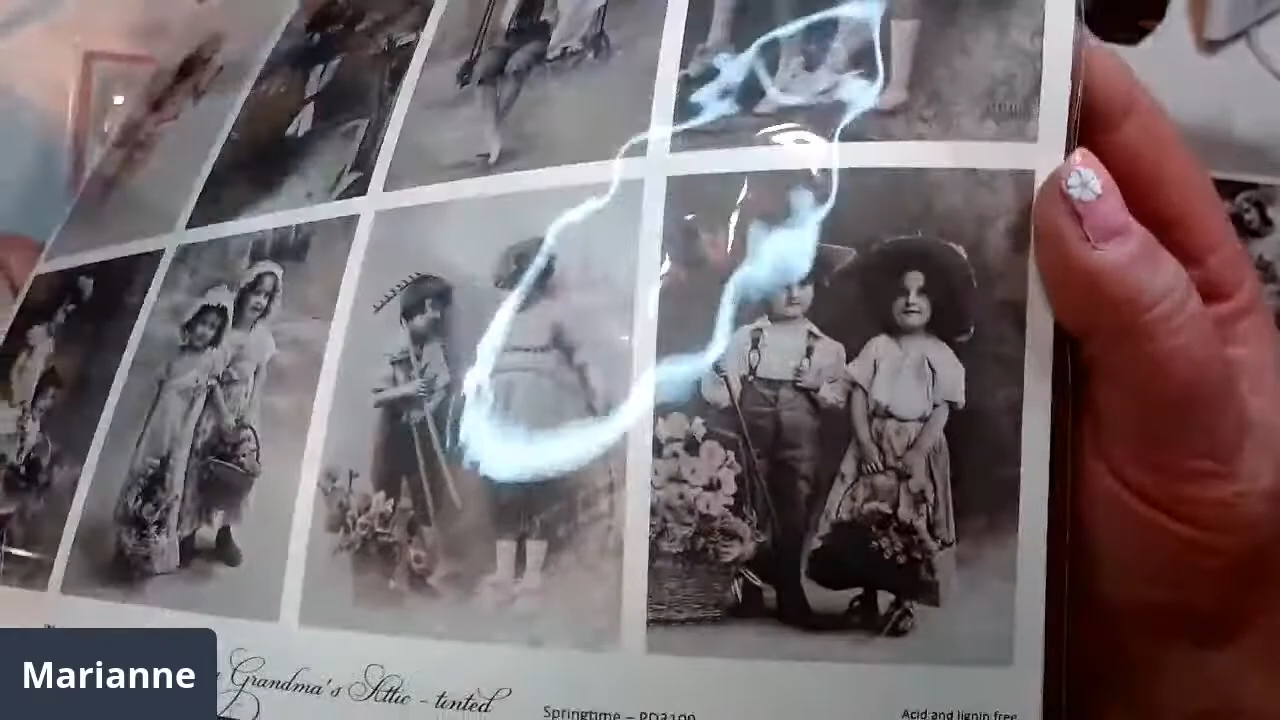 Grandma's Attic - tinted
Springtime – PD3100
Acid and lignin free
Marianne